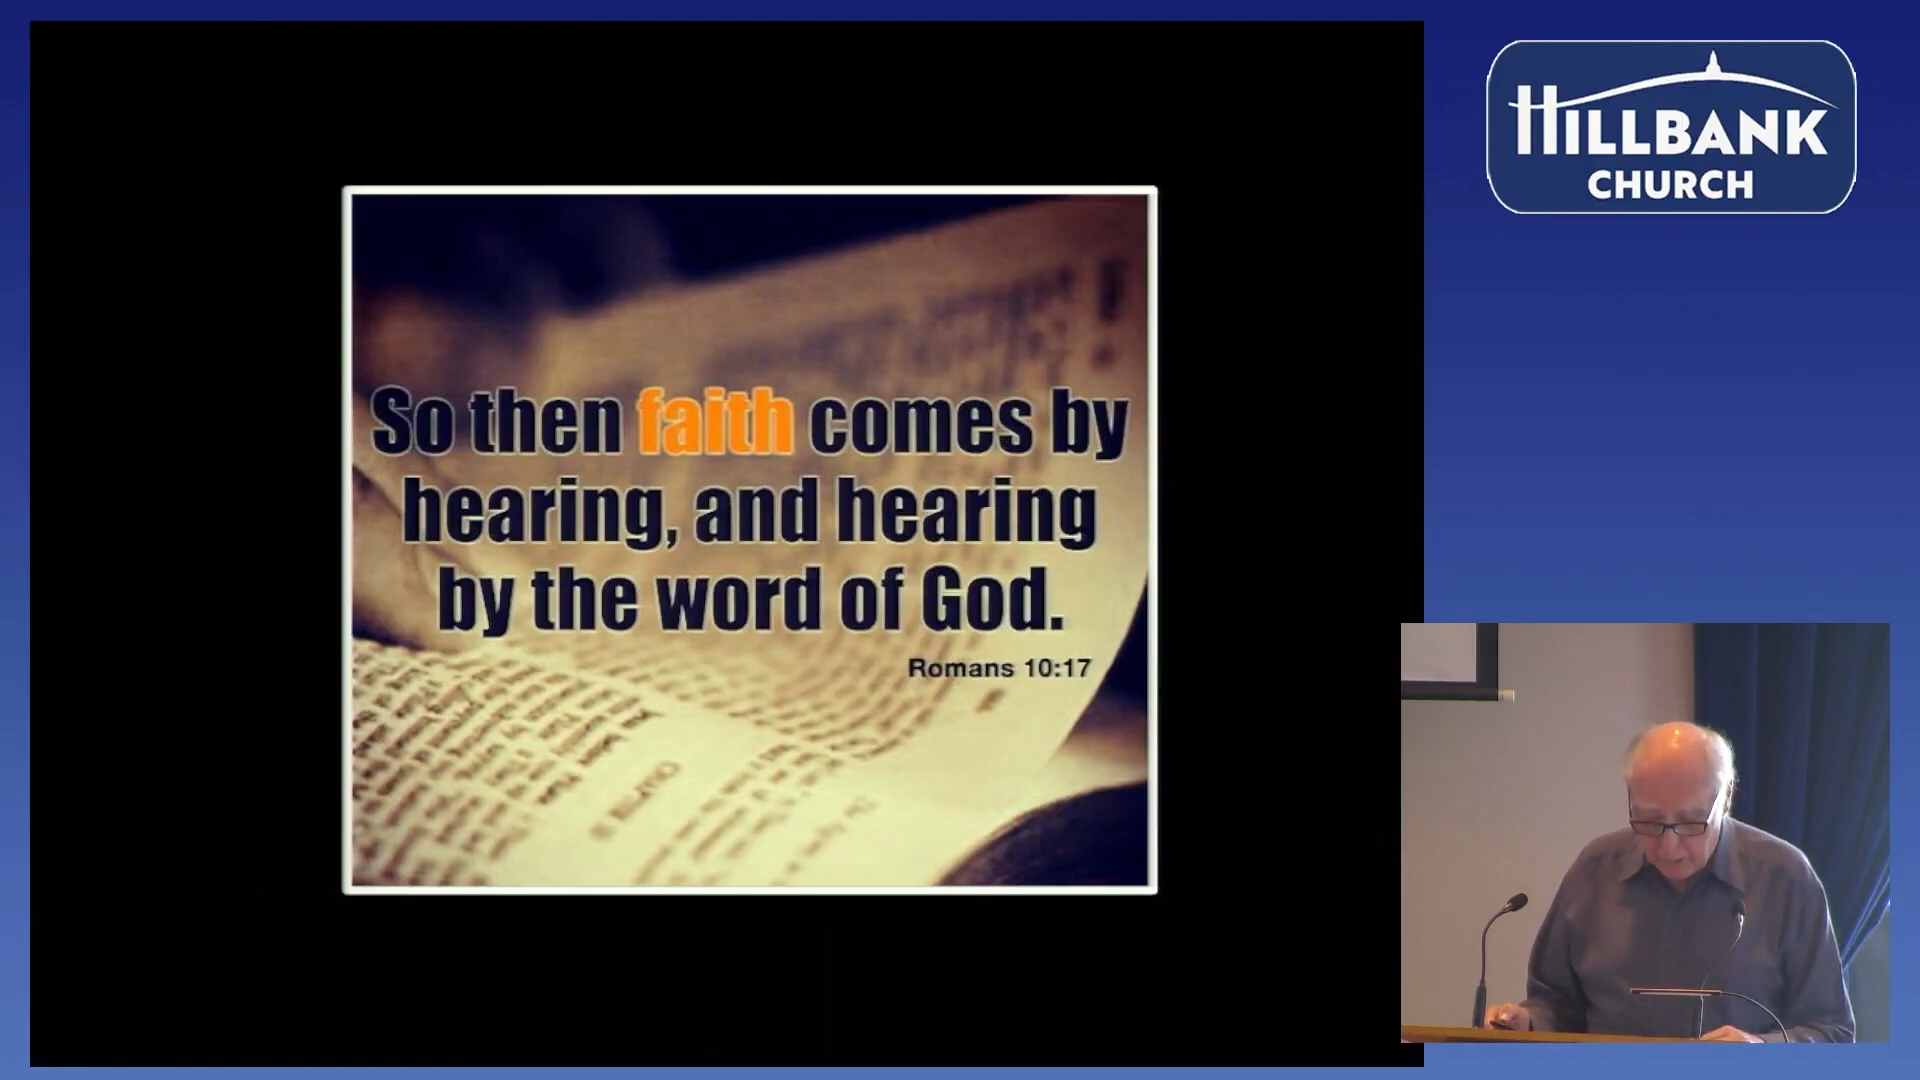 So then faith comes by
hearing, and hearing
by the word of God.
Romans 10:17
HILLBANK
CHURCH